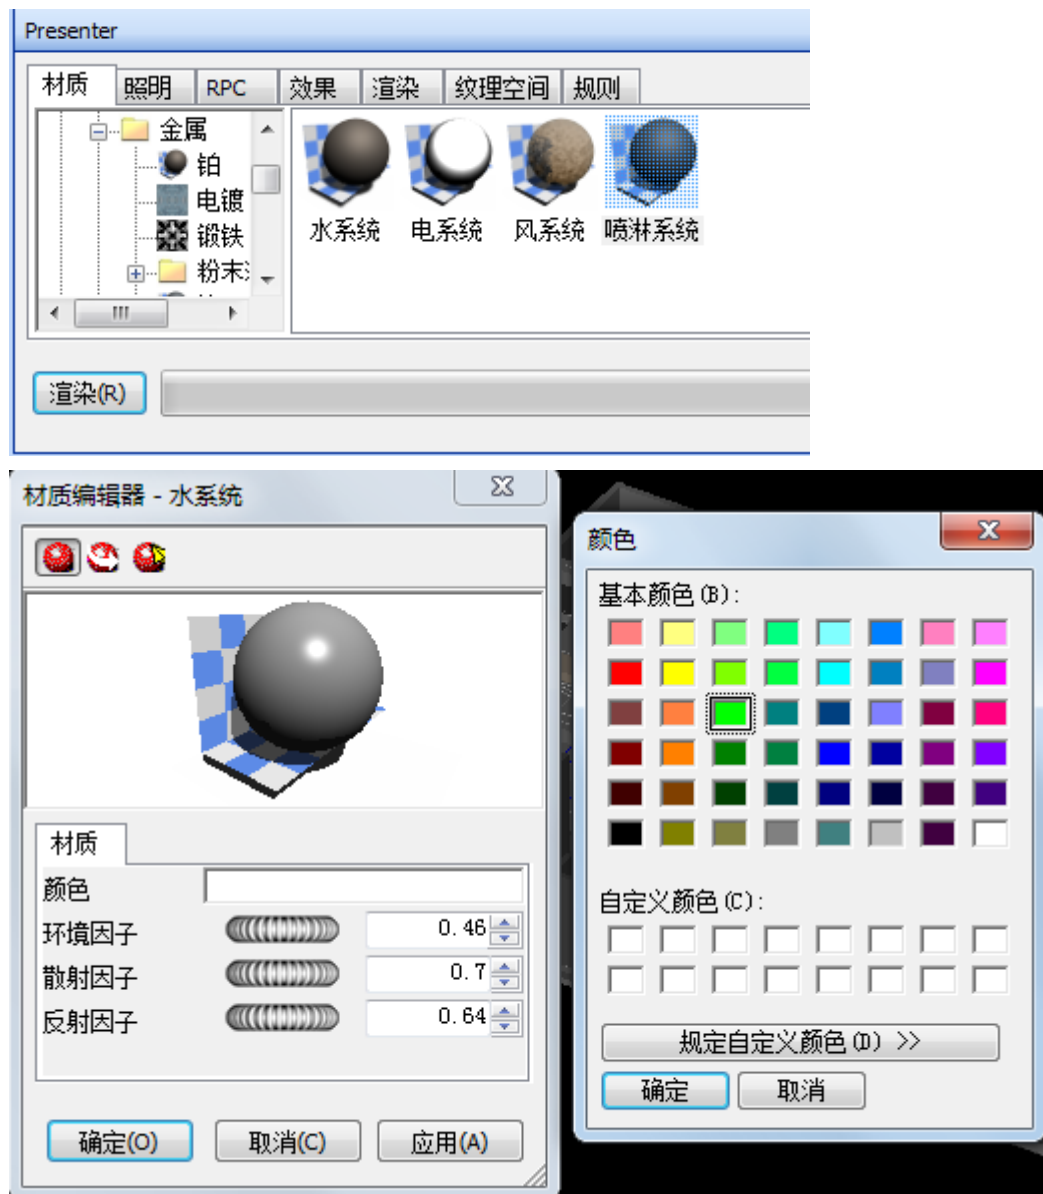 Presenter
材质 照明 RPC 效果 渲染 纹理空间 规则
金属
铂
电镀
锻铁
粉末
水系统 电系统 风系统 喷淋系统
渲染(R)
材质编辑器 - 水系统
材质
颜色
环境因子 0.46
散射因子 0.7
反射因子 0.64
确定(O) 取消(C) 应用(A)
颜色
基本颜色(B):
自定义颜色(C):
规定自定义颜色(D) >>
确定 取消